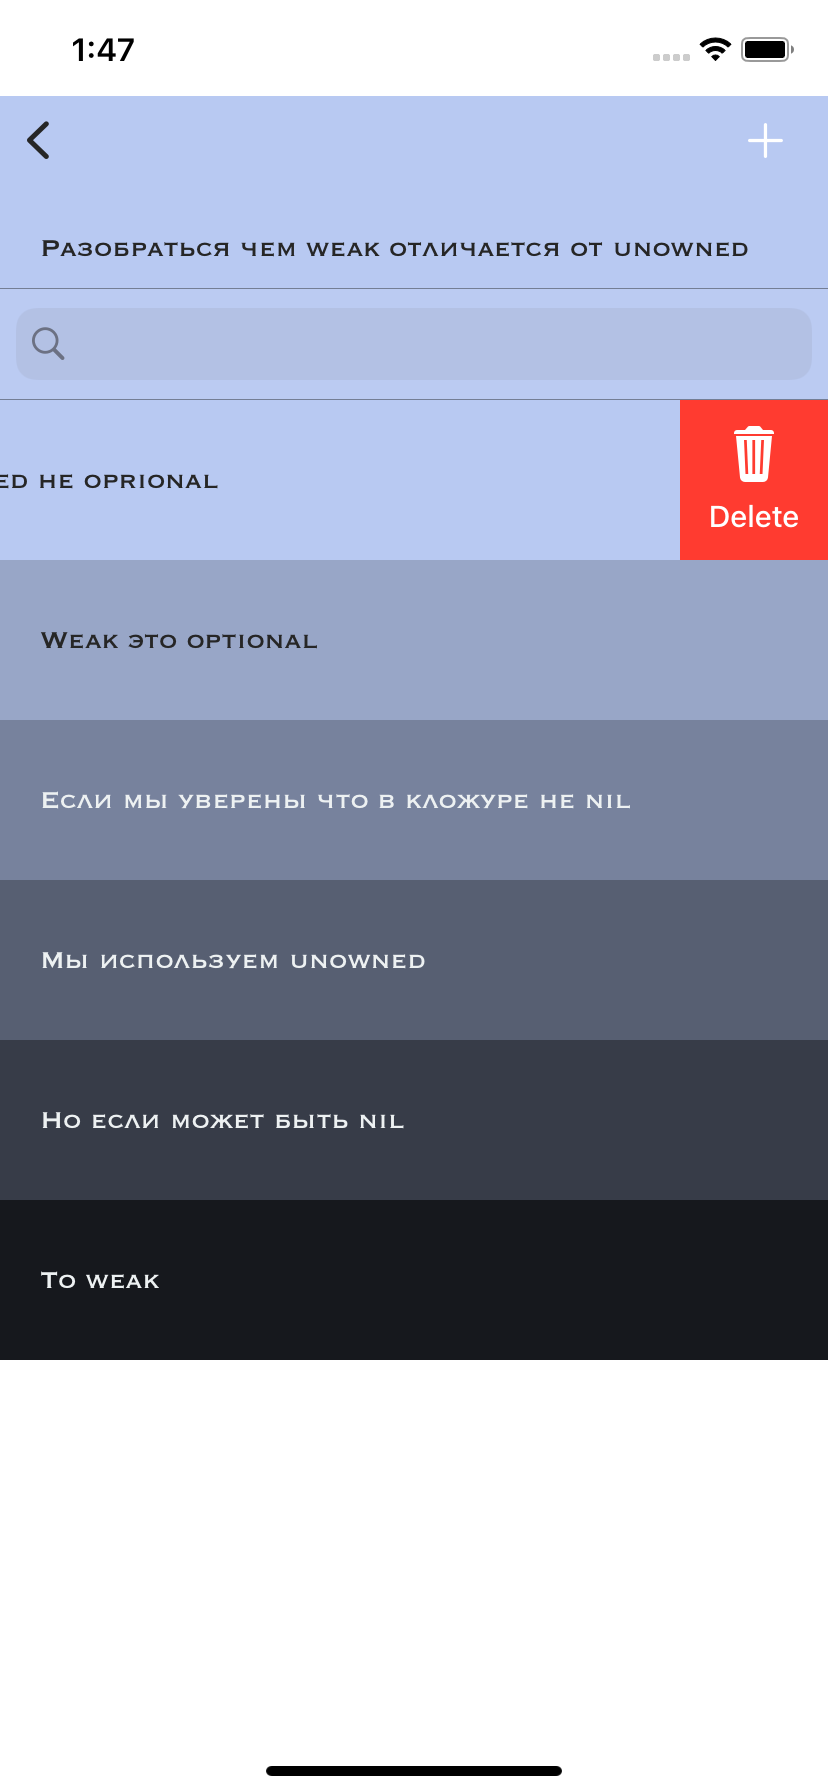 1:47
Разобраться чем weak отличается от unowned
не oprional
Delete
Weak это optional
Если мы уверены что в кложуре не nil
Мы используем unowned
Но если может быть nil
То weak